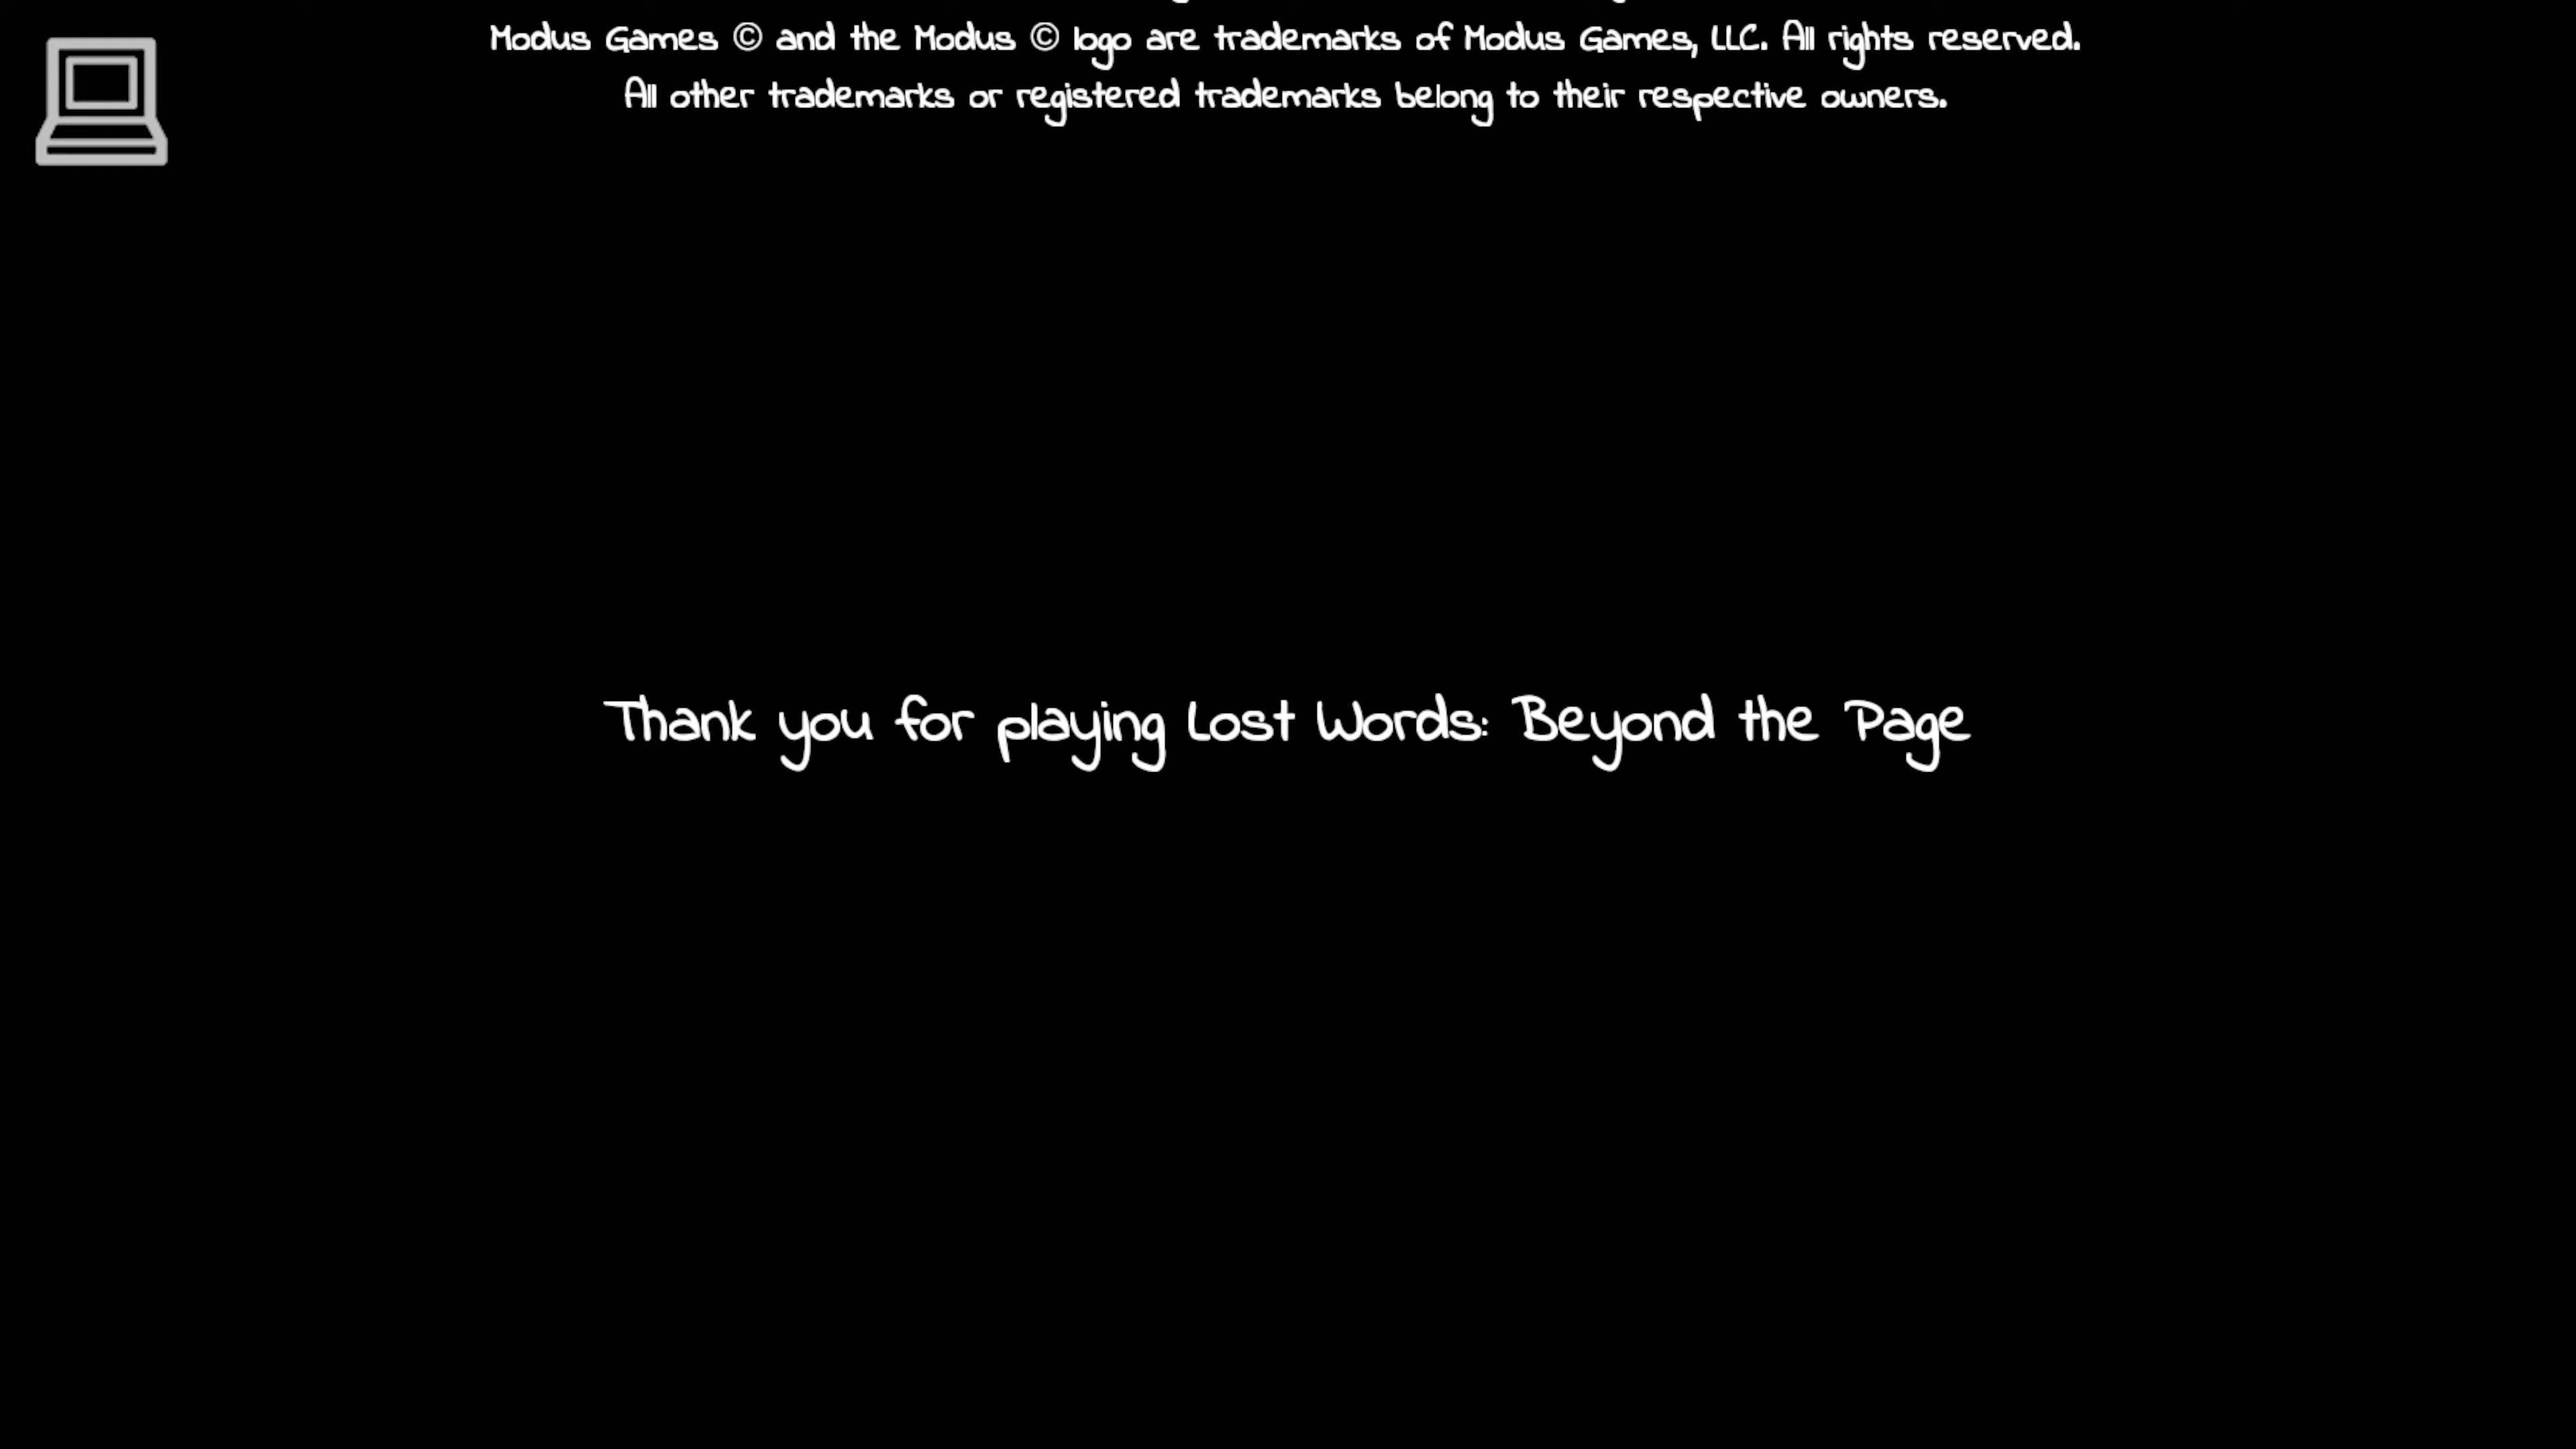 Modus Games © and the Modus © logo are trademarks of Modus Games, LLC. All rights reserved.
All other trademarks or registered trademarks belong to their respective owners.
Thank you for playing Lost Words: Beyond the Page